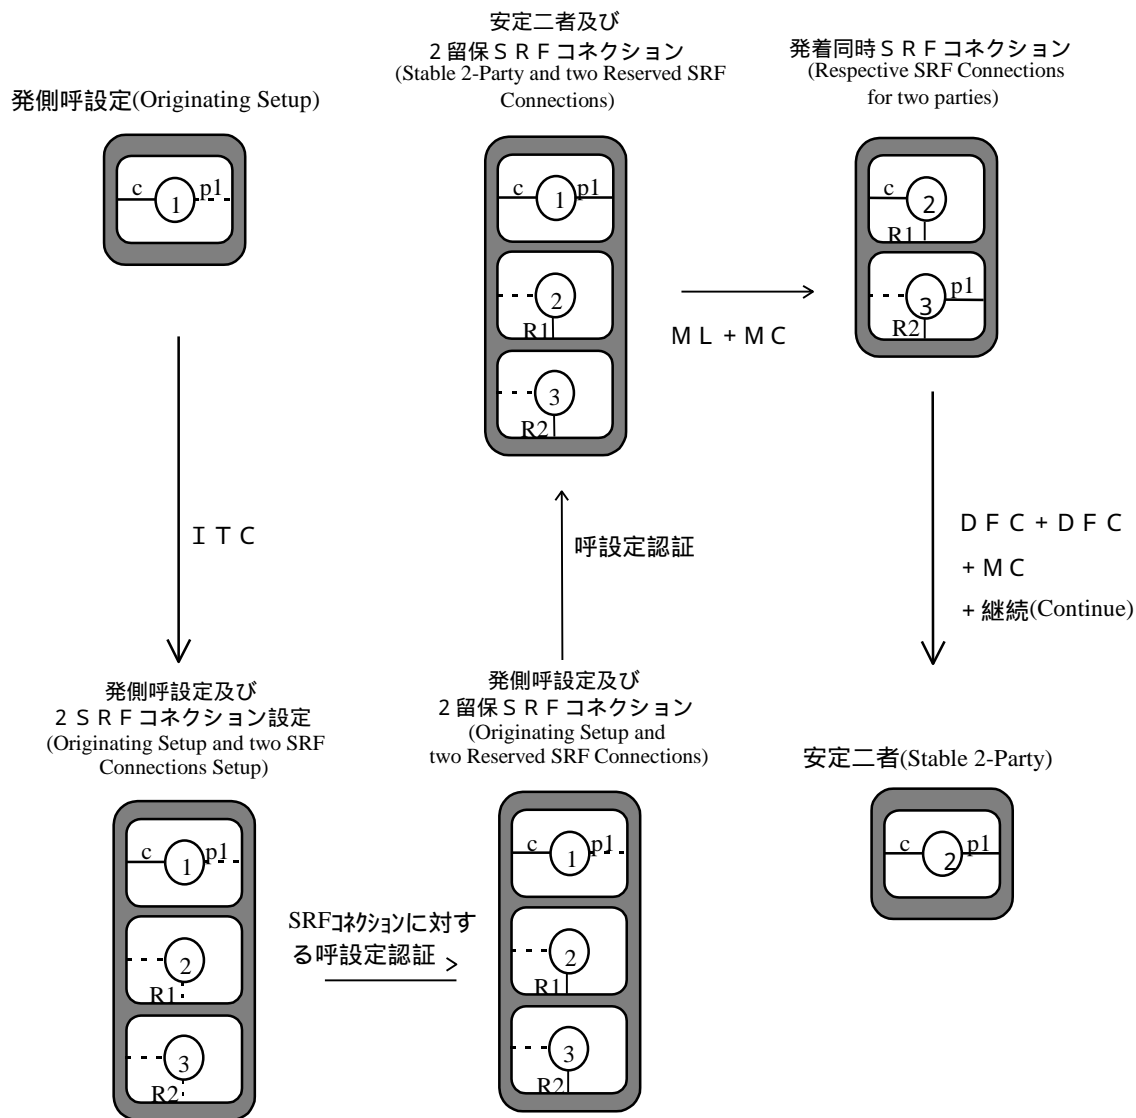 発側呼設定(Originating Setup)
c
1
p1
ＩＴＣ
発側呼設定及び
２ＳＲＦコネクション設定
(Originating Setup and two SRF
Connections Setup)
c
1
p1
2
R1
3
R2
SRFｺﾈｸｼｮﾝに対す
る呼設定認証
発側呼設定及び
２留保ＳＲＦコネクション
(Originating Setup and
two Reserved SRF Connections)
c
1
p1
2
R1
3
R2
呼設定認証
安定二者及び
２留保ＳＲＦコネクション
(Stable 2-Party and two Reserved SRF
Connections)
c
1
p1
2
R1
3
R2
ＭＬ+ＭＣ
発着同時ＳＲＦコネクション
(Respective SRF Connections
for two parties)
c
2
R1
3
p1
R2
ＤＦＣ+ＤＦＣ
+ＭＣ
+継続(Continue)
安定二者(Stable 2-Party)
c
2
p1